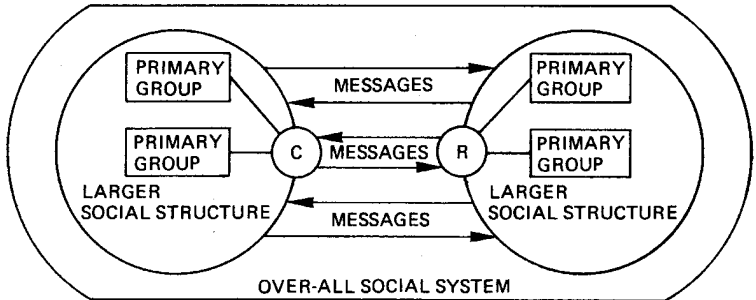 PRIMARY
GROUP
MESSAGES
PRIMARY
GROUP
PRIMARY
GROUP
C
MESSAGES
R
PRIMARY
GROUP
LARGER
SOCIAL STRUCTURE
MESSAGES
LARGER
SOCIAL STRUCTURE
OVER-ALL SOCIAL SYSTEM